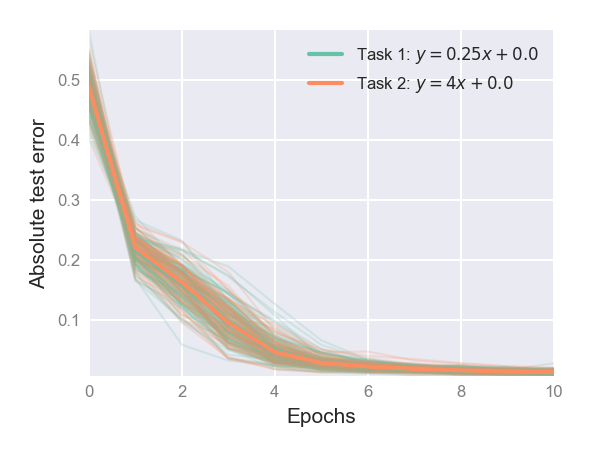 Task 1: y = 0.25x + 0.0
Task 2: y = 4x + 0.0
Absolute test error
0.5
0.4
0.3
0.2
0.1
0 2 4 6 8 10
Epochs